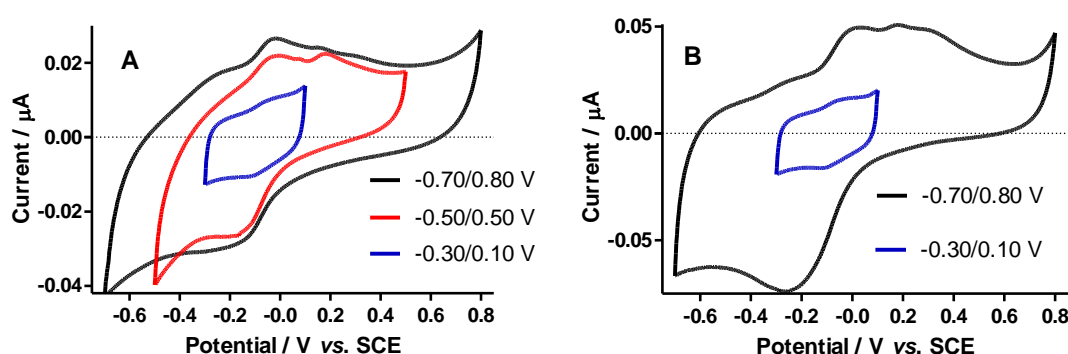 A
0.02
0.00
-0.02
-0.04
Current / μA
-0.70/0.80 V
-0.50/0.50 V
-0.30/0.10 V
-0.6 -0.4 -0.2 -0.0 0.2 0.4 0.6 0.8
Potential / V vs. SCE
B
0.05
0.00
-0.05
Current / μA
-0.70/0.80 V
-0.30/0.10 V
-0.6 -0.4 -0.2 -0.0 0.2 0.4 0.6 0.8
Potential / V vs. SCE